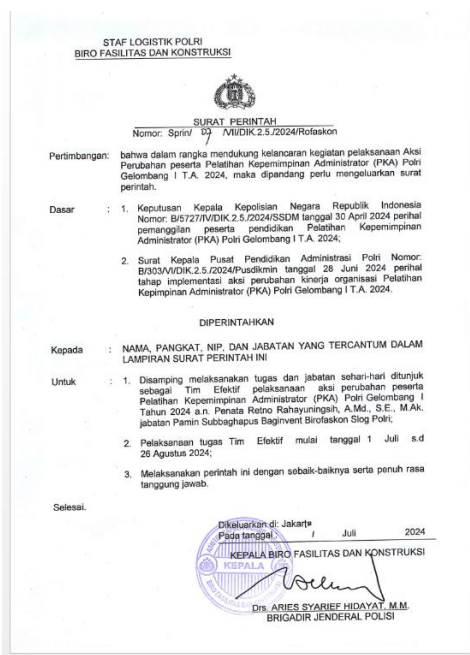 STAF LOGISTIK POLRI
BIRO FASILITAS DAN KONSTRUKSI
SURAT PERINTAH
Nomor: Sprin/ /VII/DIK.2.5./2024/Rofaskon
Pertimbangan: bahwa dalam rangka mendukung kelancaran kegiatan pelaksanaan Aksi
Perubahan peserta Pelatihan Kepemimpinan Administrator (PKA) Polri
Gelombang I T.A. 2024, maka dipandang perlu mengeluarkan surat
perintah.
Dasar : 1. Keputusan Kepala Kepolisian Negara Republik Indonesia
Nomor: B/5727/IV/DIK.2.5./2024/SSDM tanggal 30 April 2024 perihal
pemanggilan peserta pendidikan Pelatihan Kepemimpinan
Administrator (PKA) Polri Gelombang I T.A. 2024;
2. Surat Kepala Pusat Pendidikan Administrasi Polri Nomor:
B/303/VI/DIK.2.5./2024/Pusdikmin tanggal 28 Juni 2024 perihal
tahap implementasi aksi perubahan kinerja organisasi Pelatihan
Kepimpinan Administrator (PKA) Polri Gelombang I T.A. 2024.
DIPERINTAHKAN
Kepada : NAMA, PANGKAT, NIP, DAN JABATAN YANG TERCANTUM DALAM
LAMPIRAN SURAT PERINTAH INI
Untuk : 1. Disamping melaksanakan tugas dan jabatan sehari-hari ditunjuk
sebagai Tim Efektif pelaksanaan aksi perubahan peserta
Pelatihan Kepemimpinan Administrator (PKA) Polri Gelombang I
Tahun 2024 a.n. Penata Retno Rahayuningsih, A.Md., S.E., M.Ak.
jabatan Pamin Subbaghapus Baginvent Birofaskon Slog Polri;
2. Pelaksanaan tugas Tim Efektif mulai tanggal 1 Juli s.d
26 Agustus 2024;
3. Melaksanakan perintah ini dengan sebaik-baiknya serta penuh rasa
tanggung jawab.
Selesai.
Dikeluarkan di: Jakarta
Pada tanggal : 1 Juli 2024
KEPALA BIRO FASILITAS DAN KONSTRUKSI
KEPALA
Drs. ARIES SYARIEF HIDAYAT, M.M.
BRIGADIR JENDERAL POLISI